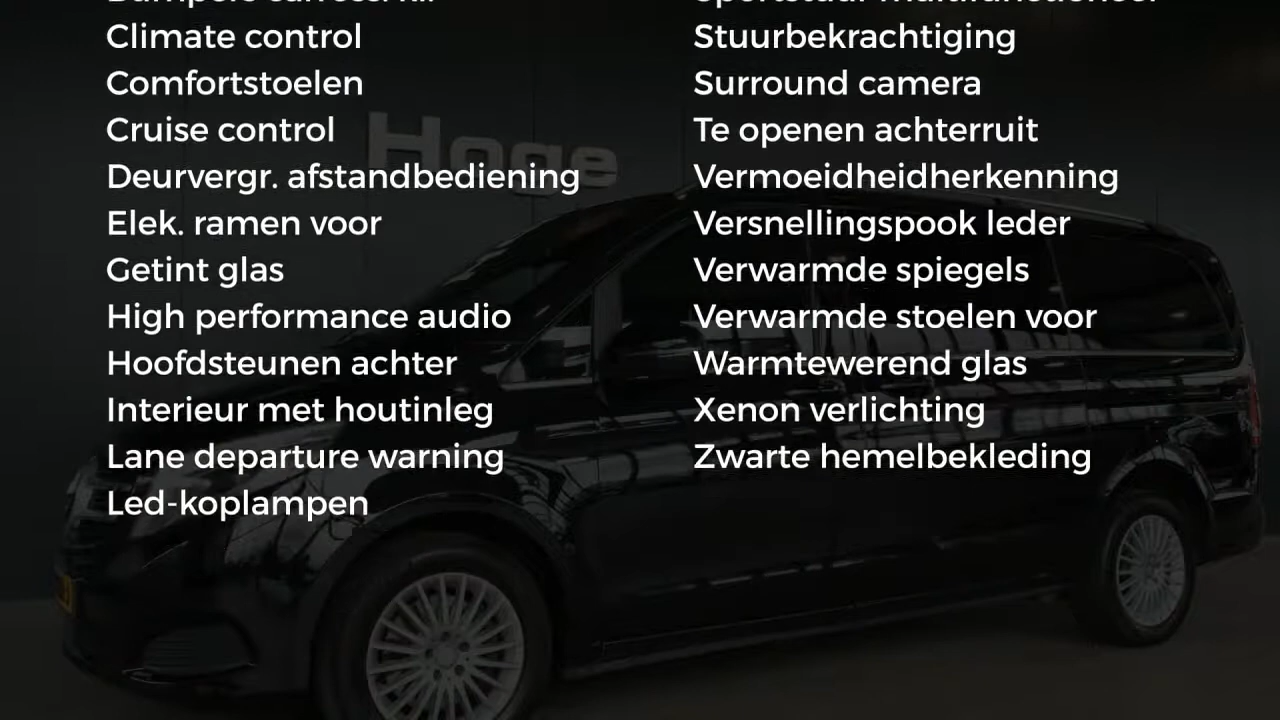 Climate control
Comfortstoelen
Cruise control
Deurvergr. afstandbediening
Elek. ramen voor
Getint glas
High performance audio
Hoofdsteunen achter
Interieur met houtinleg
Lane departure warning
Led-koplampen
Stuurbekrachtiging
Surround camera
Te openen achterruit
Vermoeidheidherkenning
Versnellingspook leder
Verwarmde spiegels
Verwarmde stoelen voor
Warmtewerend glas
Xenon verlichting
Zwarte hemelbekleding
Hoge